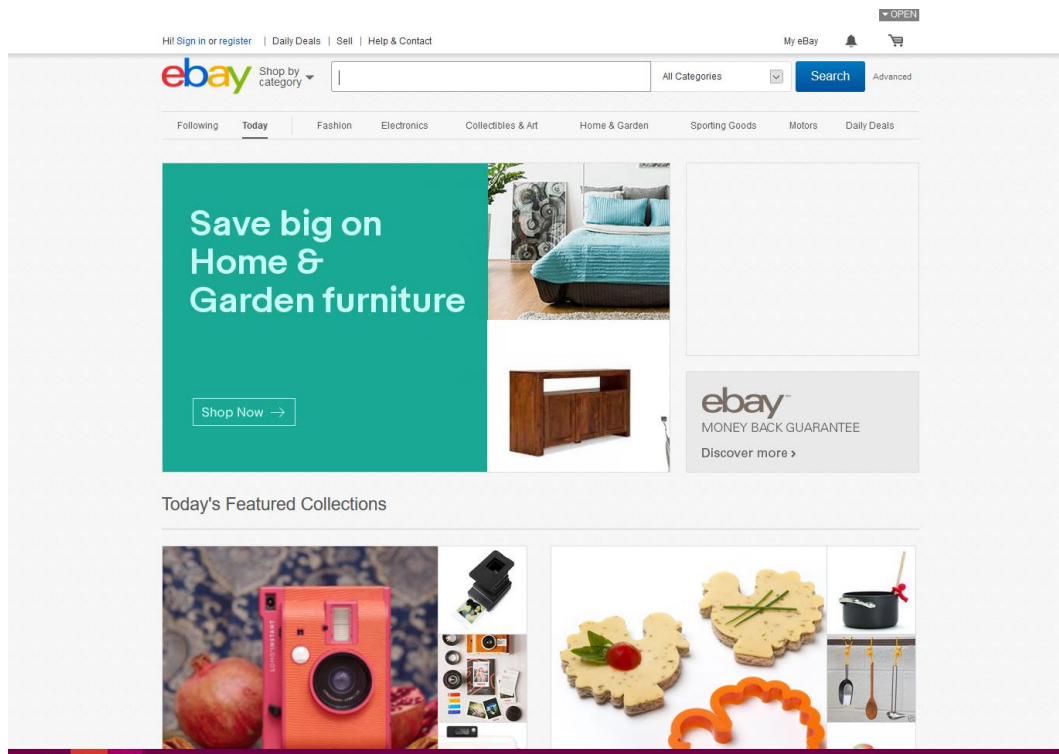 OPEN
Hi! Sign in or register | Daily Deals | Sell | Help & Contact
My eBay
ebay
Shop by
category
All Categories
Search
Advanced
Following
Today
Fashion
Electronics
Collectibles & Art
Home & Garden
Sporting Goods
Motors
Daily Deals
Save big on
Home &
Garden furniture
Shop Now →
ebay
MONEY BACK GUARANTEE
Discover more ›
Today's Featured Collections
LOMO'INSTANT